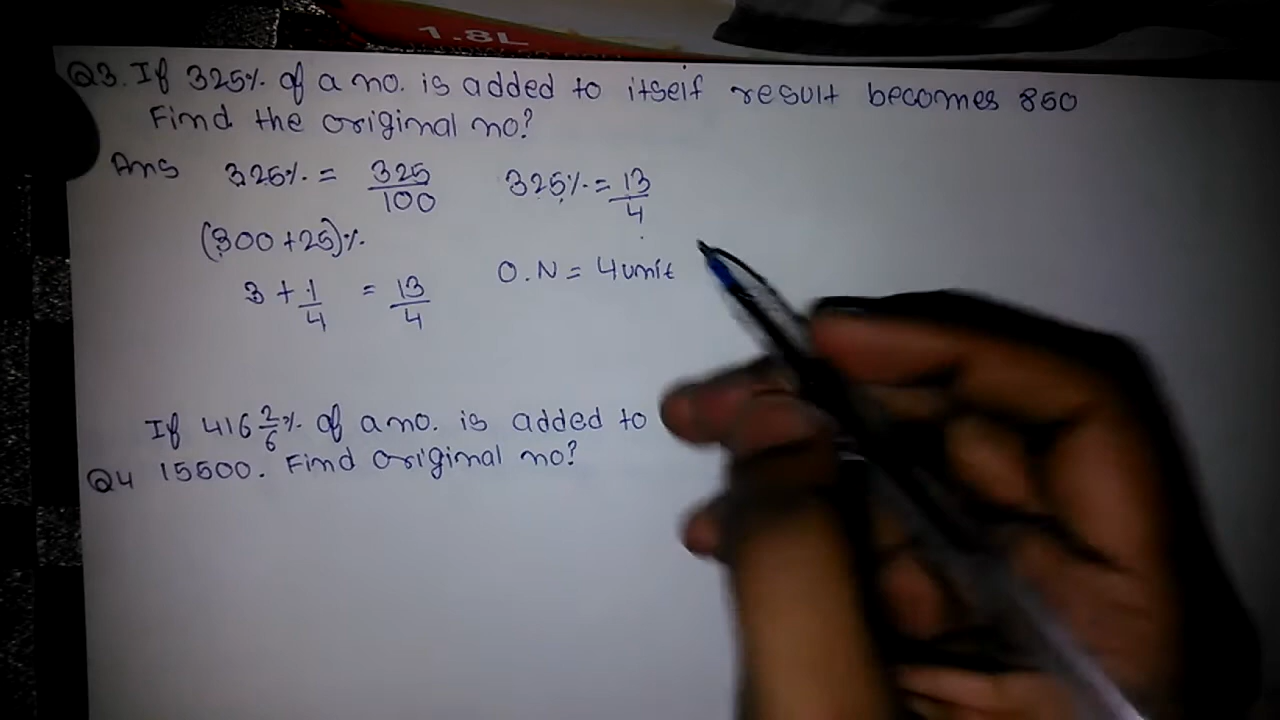 1.8L
Q3. If 325% of a no. is added to itself result becomes 850
Find the original no?
Ans 325% = 325/100 325% = 13/4
(300+25)%
O.N = 4unit
3 + 1/4 = 13/4
If 416 2/6% of a no. is added to
Q4 15500. Find original no?